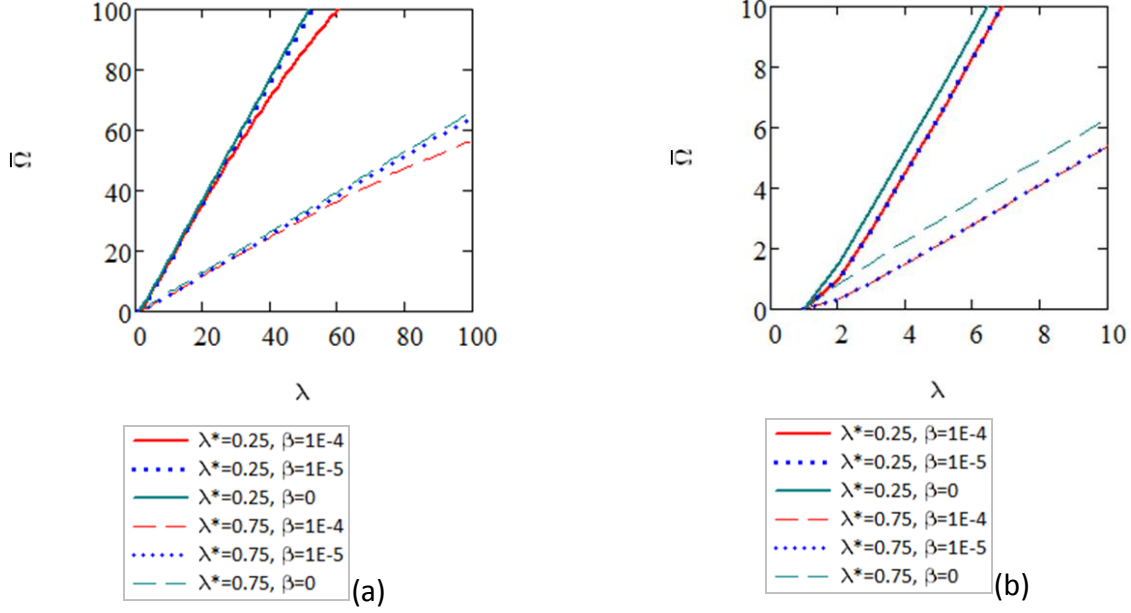 100
80
60
40
20
0
Ω
0 20 40 60 80 100
λ
λ*=0.25, β=1E-4
λ*=0.25, β=1E-5
λ*=0.25, β=0
λ*=0.75, β=1E-4
λ*=0.75, β=1E-5
λ*=0.75, β=0
(a)
10
8
6
4
2
0
Ω
0 2 4 6 8 10
λ
λ*=0.25, β=1E-4
λ*=0.25, β=1E-5
λ*=0.25, β=0
λ*=0.75, β=1E-4
λ*=0.75, β=1E-5
λ*=0.75, β=0
(b)